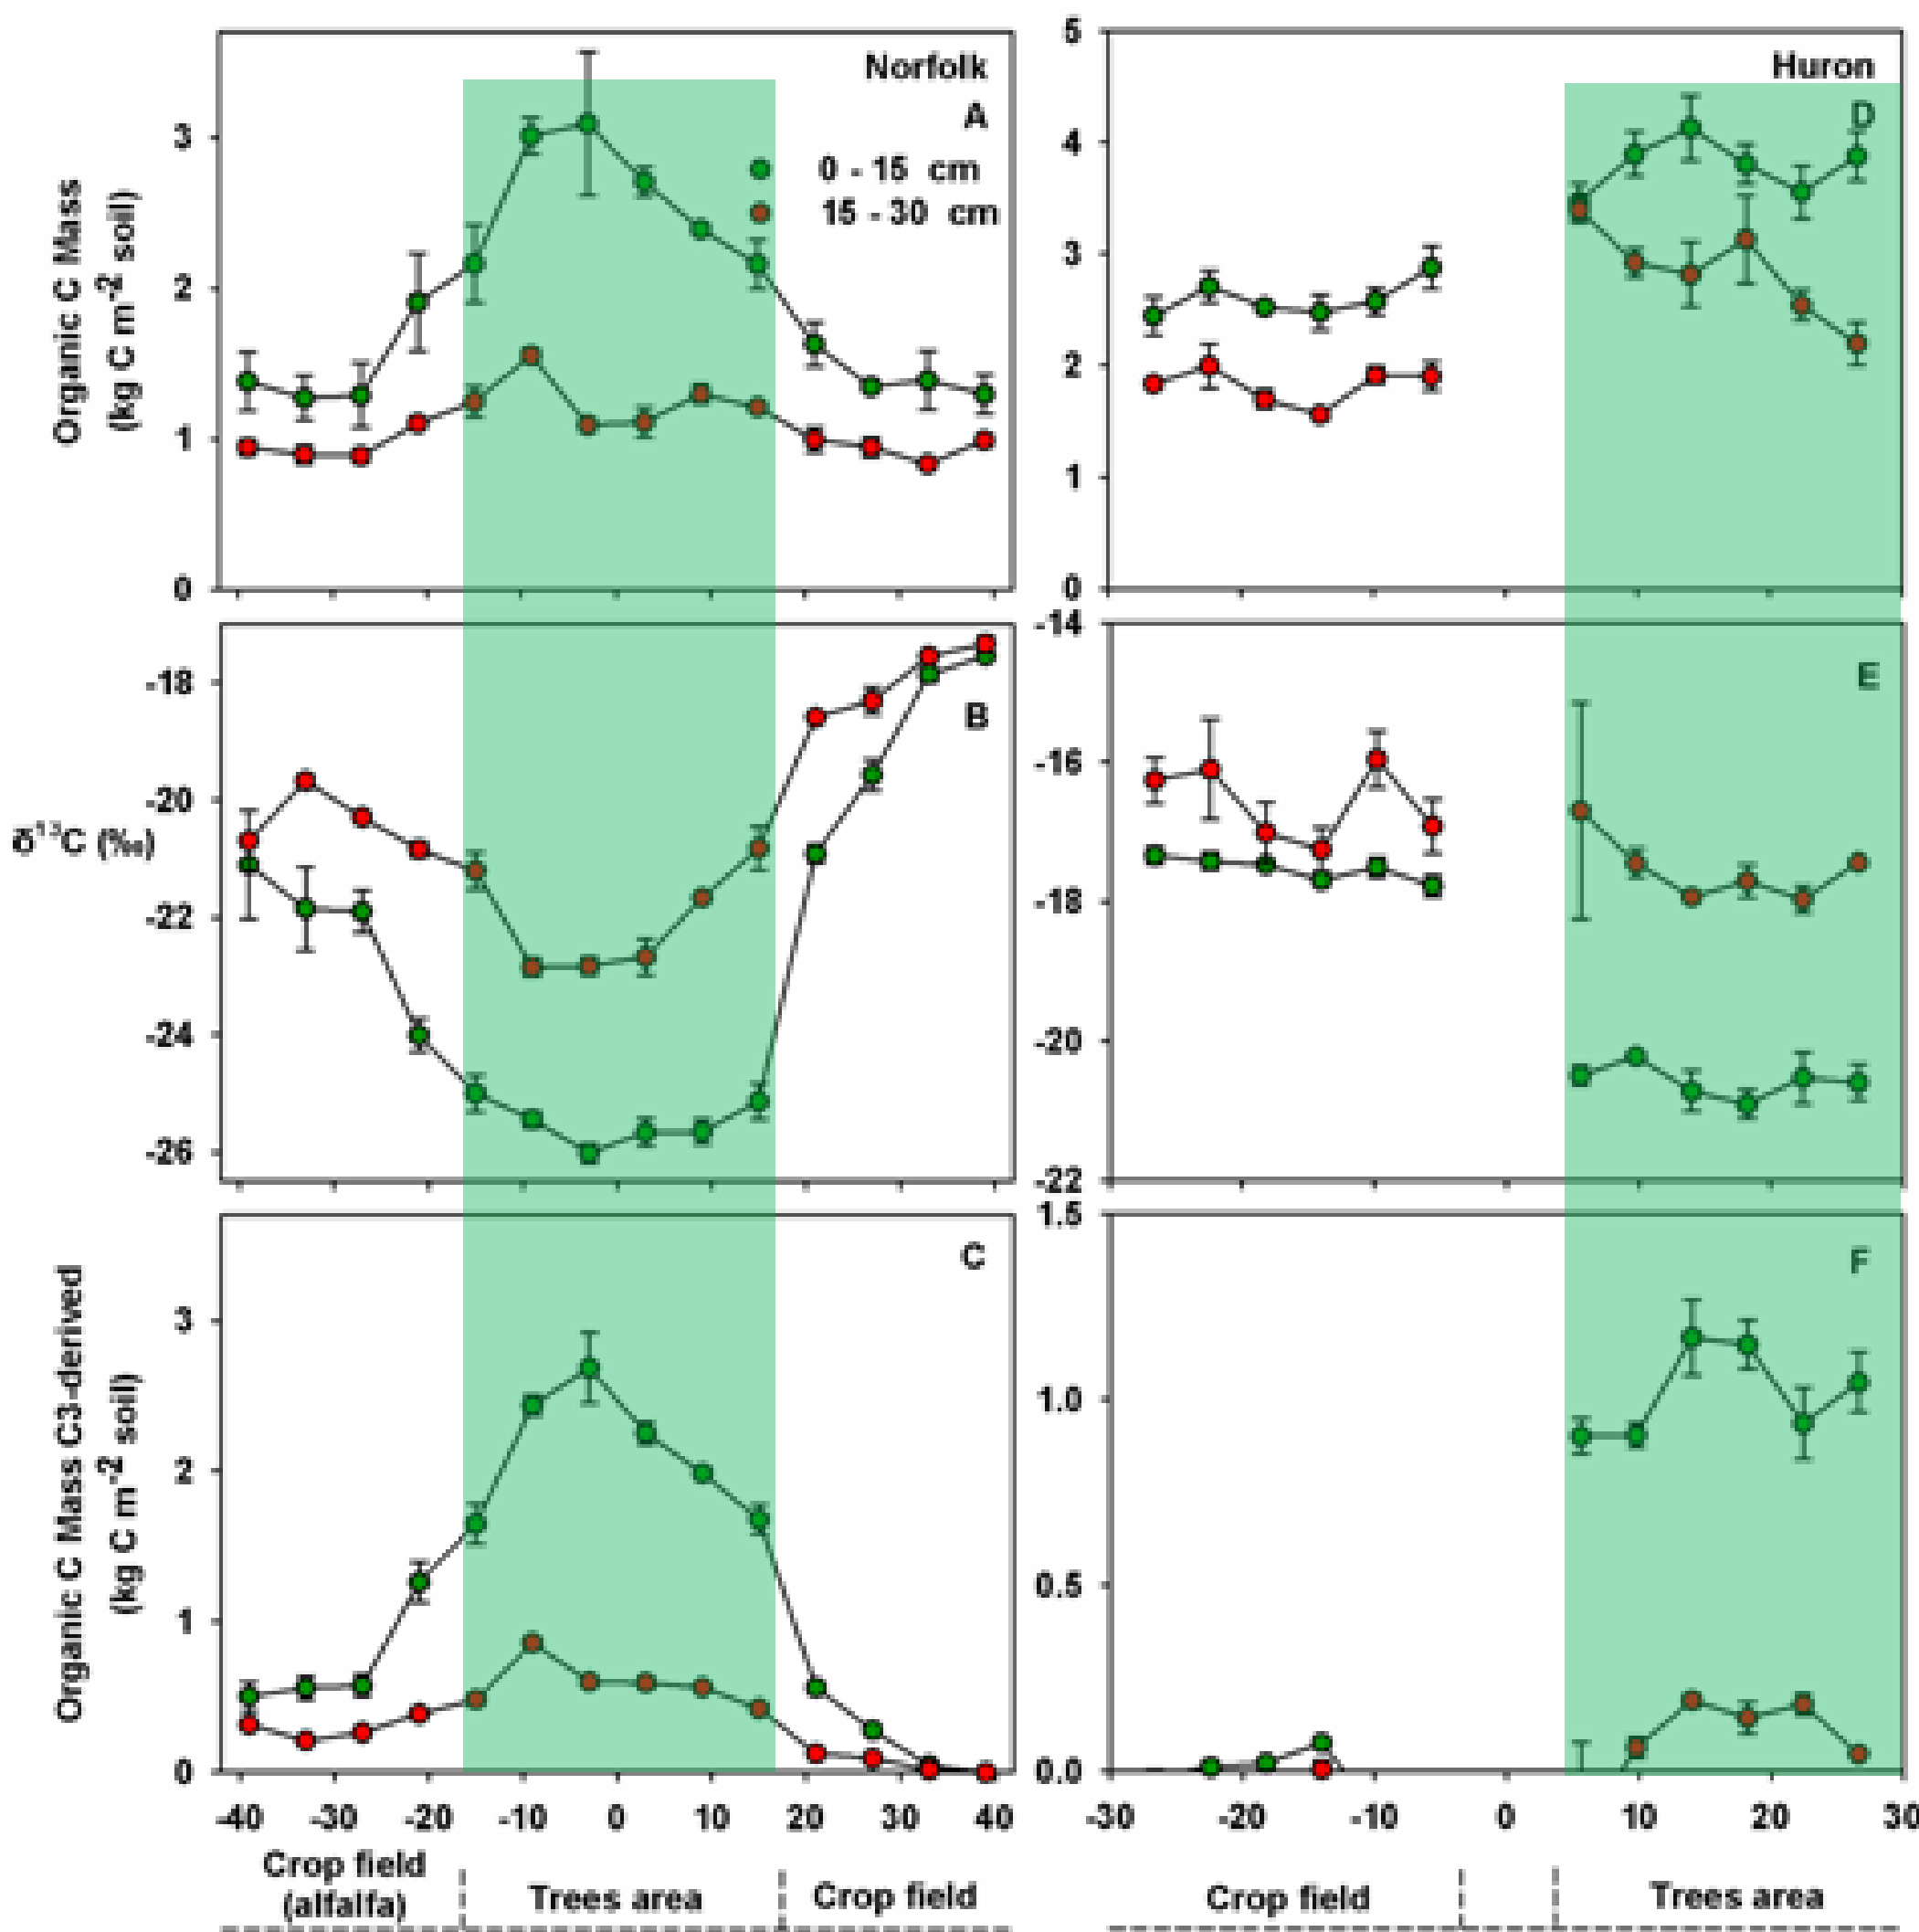 Norfolk
A
0 - 15 cm
15 - 30 cm
3
2
1
0
Organic C Mass
(kg C m-2 soil)
Huron
D
5
4
3
2
1
0
B
-18
-20
-22
-24
-26
δ13C (‰)
E
-14
-16
-18
-20
-22
C
3
2
1
0
Organic C Mass C3-derived
(kg C m-2 soil)
-40 -30 -20 -10 0 10 20 30 40
Crop field
(alfalfa)
Trees area
Crop field
F
1.5
1.0
0.5
0.0
-30 -20 -10 0 10 20 30
Crop field
Trees area